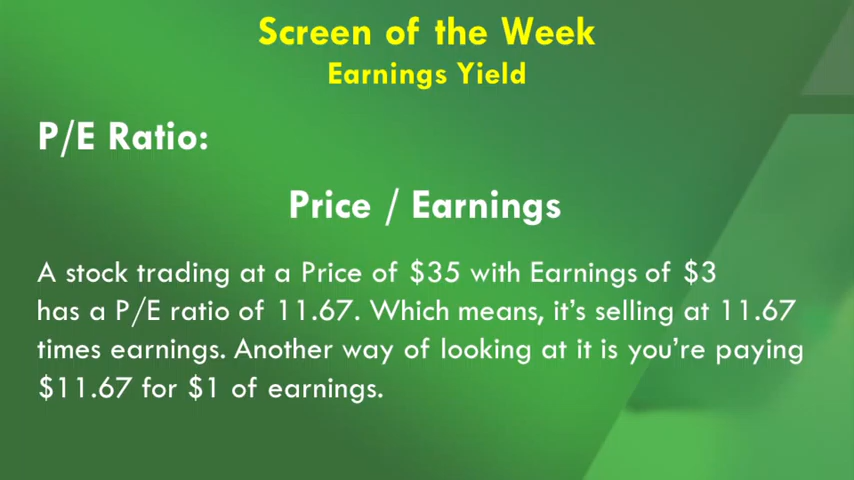 Screen of the Week
Earnings Yield
P/E Ratio:
Price / Earnings
A stock trading at a Price of $35 with Earnings of $3
has a P/E ratio of 11.67. Which means, it’s selling at 11.67
times earnings. Another way of looking at it is you’re paying
$11.67 for $1 of earnings.